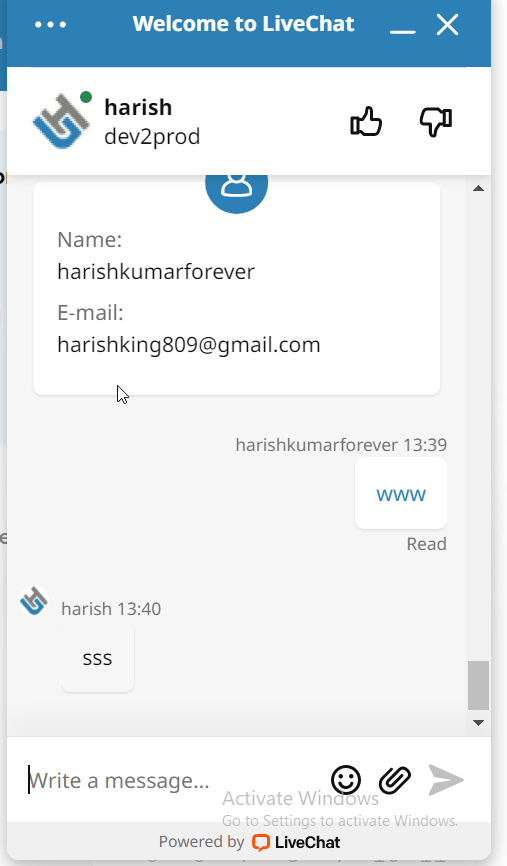 Welcome to LiveChat
harish
dev2prod
Name:
harishkumarforever
E-mail:
harishking809@gmail.com
harishkumarforever 13:39
www
Read
harish 13:40
sss
Write a message...
Activate Windows
Go to Settings to activate Windows.
Powered by LiveChat